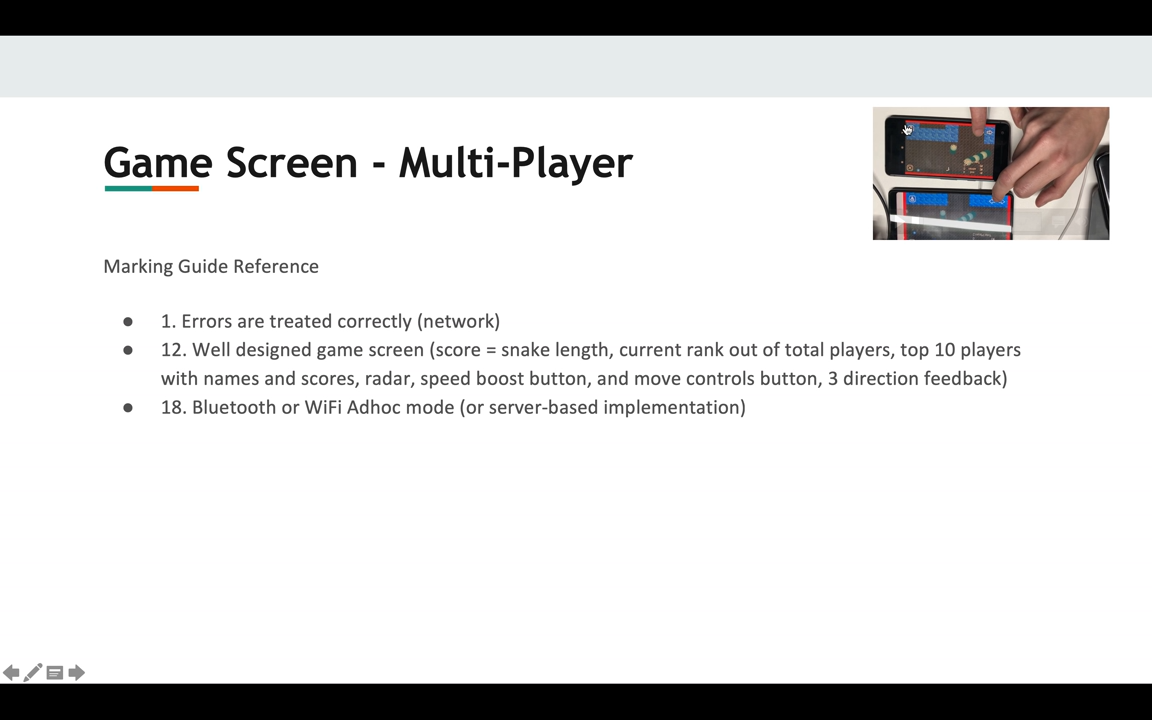 Game Screen - Multi-Player
Marking Guide Reference
● 1. Errors are treated correctly (network)
● 12. Well designed game screen (score = snake length, current rank out of total players, top 10 players
with names and scores, radar, speed boost button, and move controls button, 3 direction feedback)
● 18. Bluetooth or WiFi Adhoc mode (or server-based implementation)